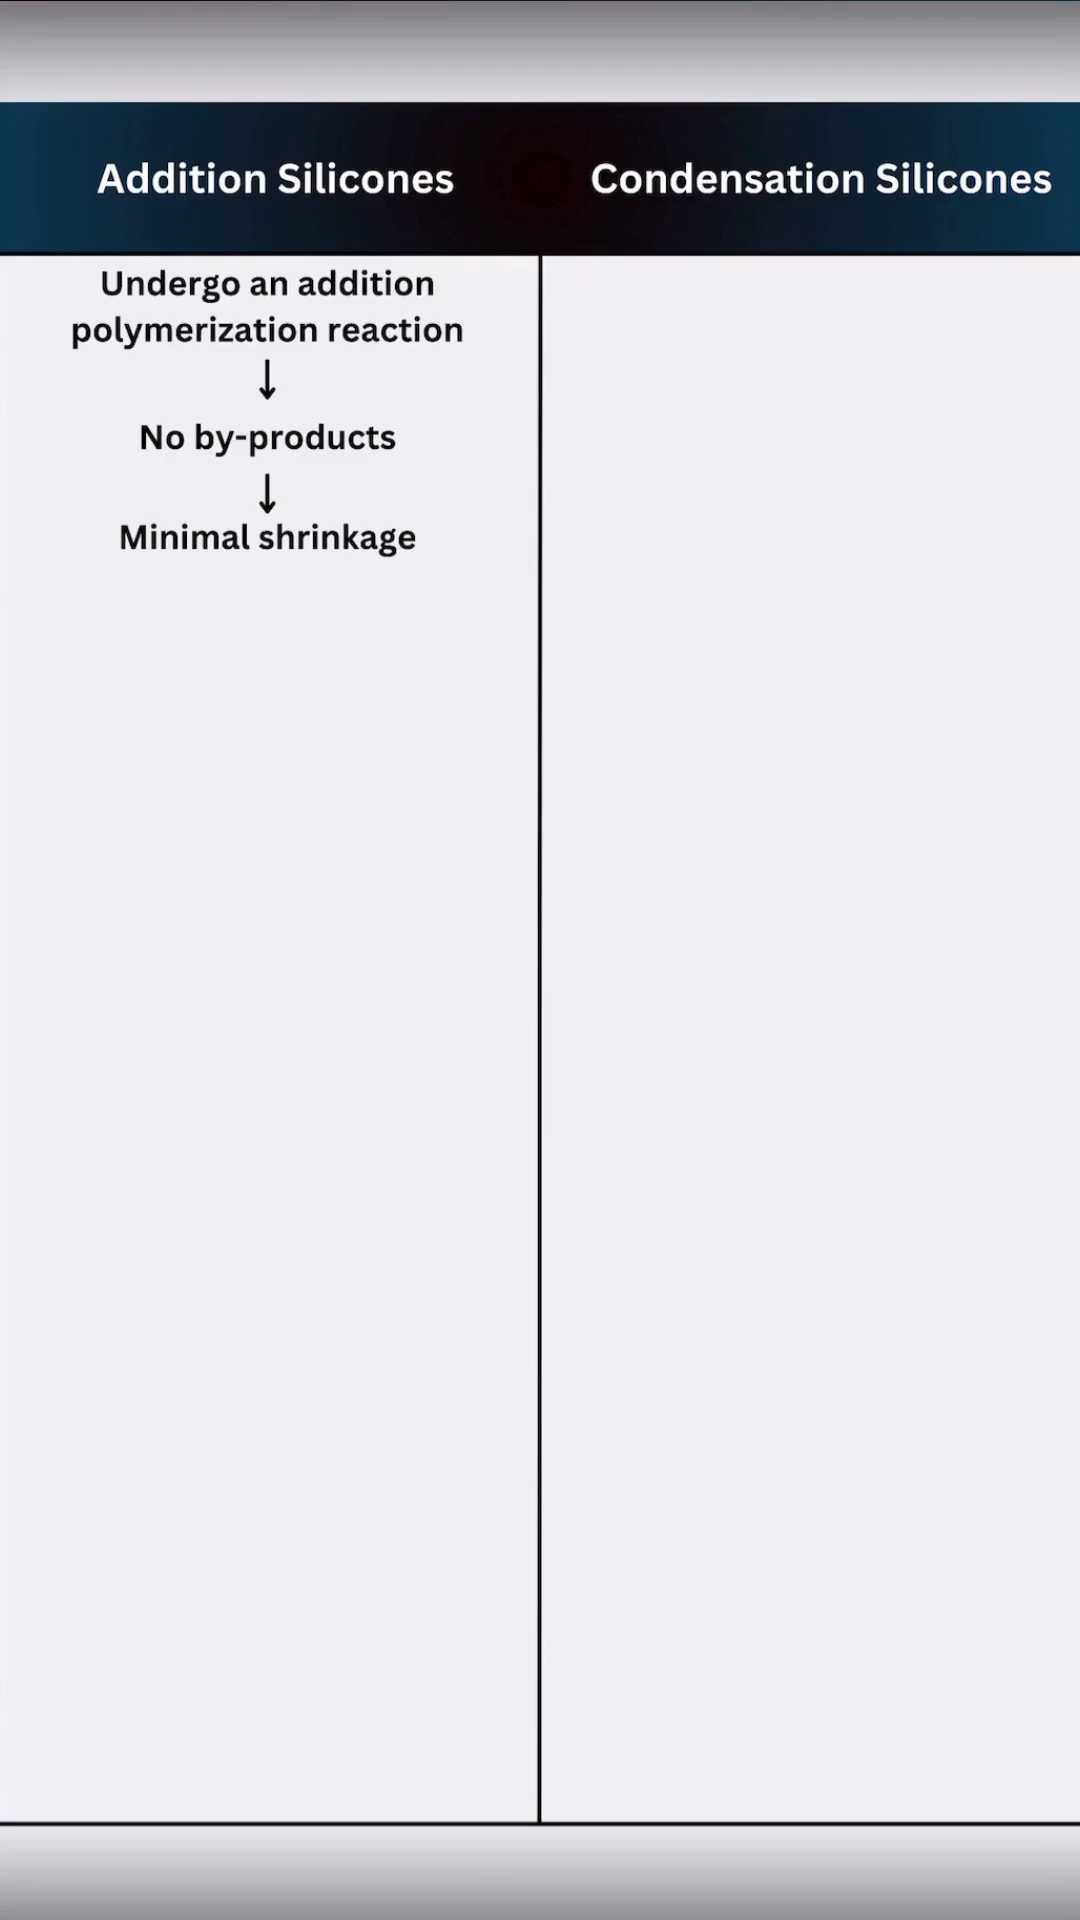 Addition Silicones
Condensation Silicones
Undergo an addition
polymerization reaction
↓
No by-products
↓
Minimal shrinkage